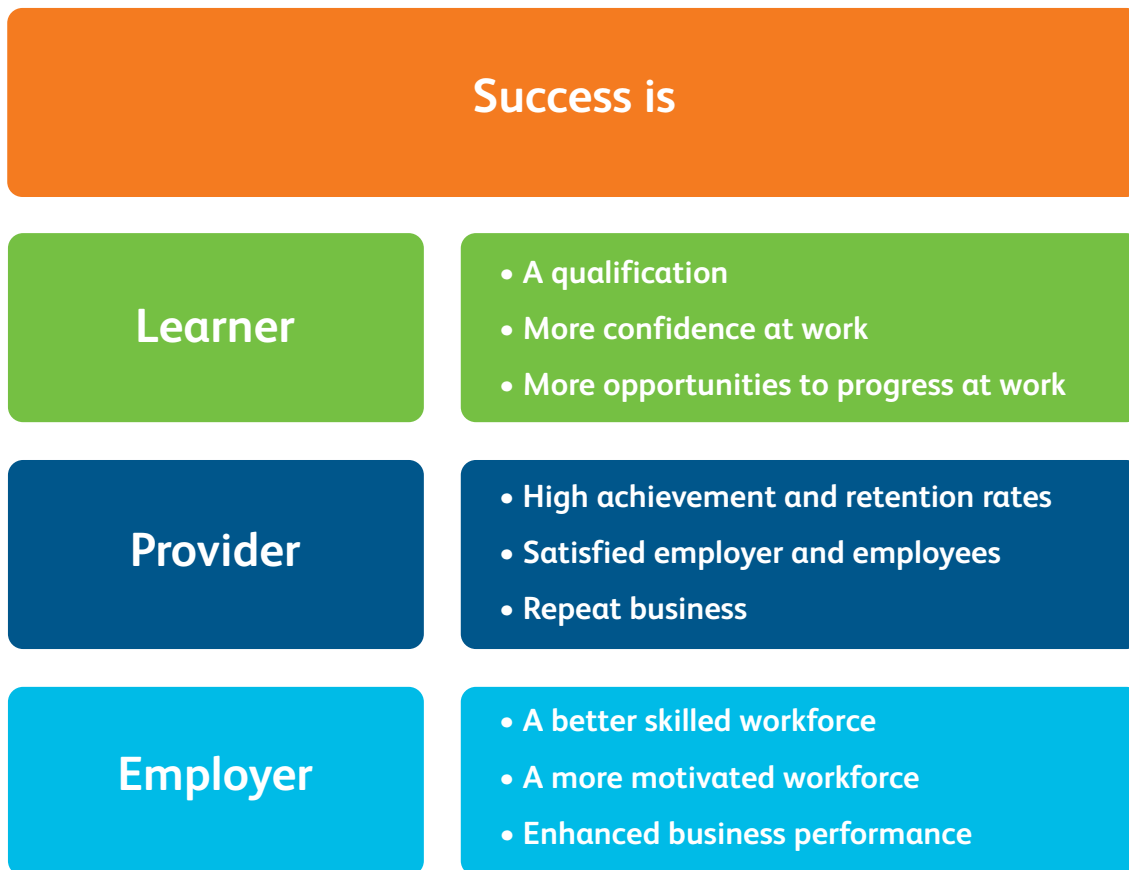 Success is
Learner
• A qualification
• More confidence at work
• More opportunities to progress at work
Provider
• High achievement and retention rates
• Satisfied employer and employees
• Repeat business
Employer
• A better skilled workforce
• A more motivated workforce
• Enhanced business performance